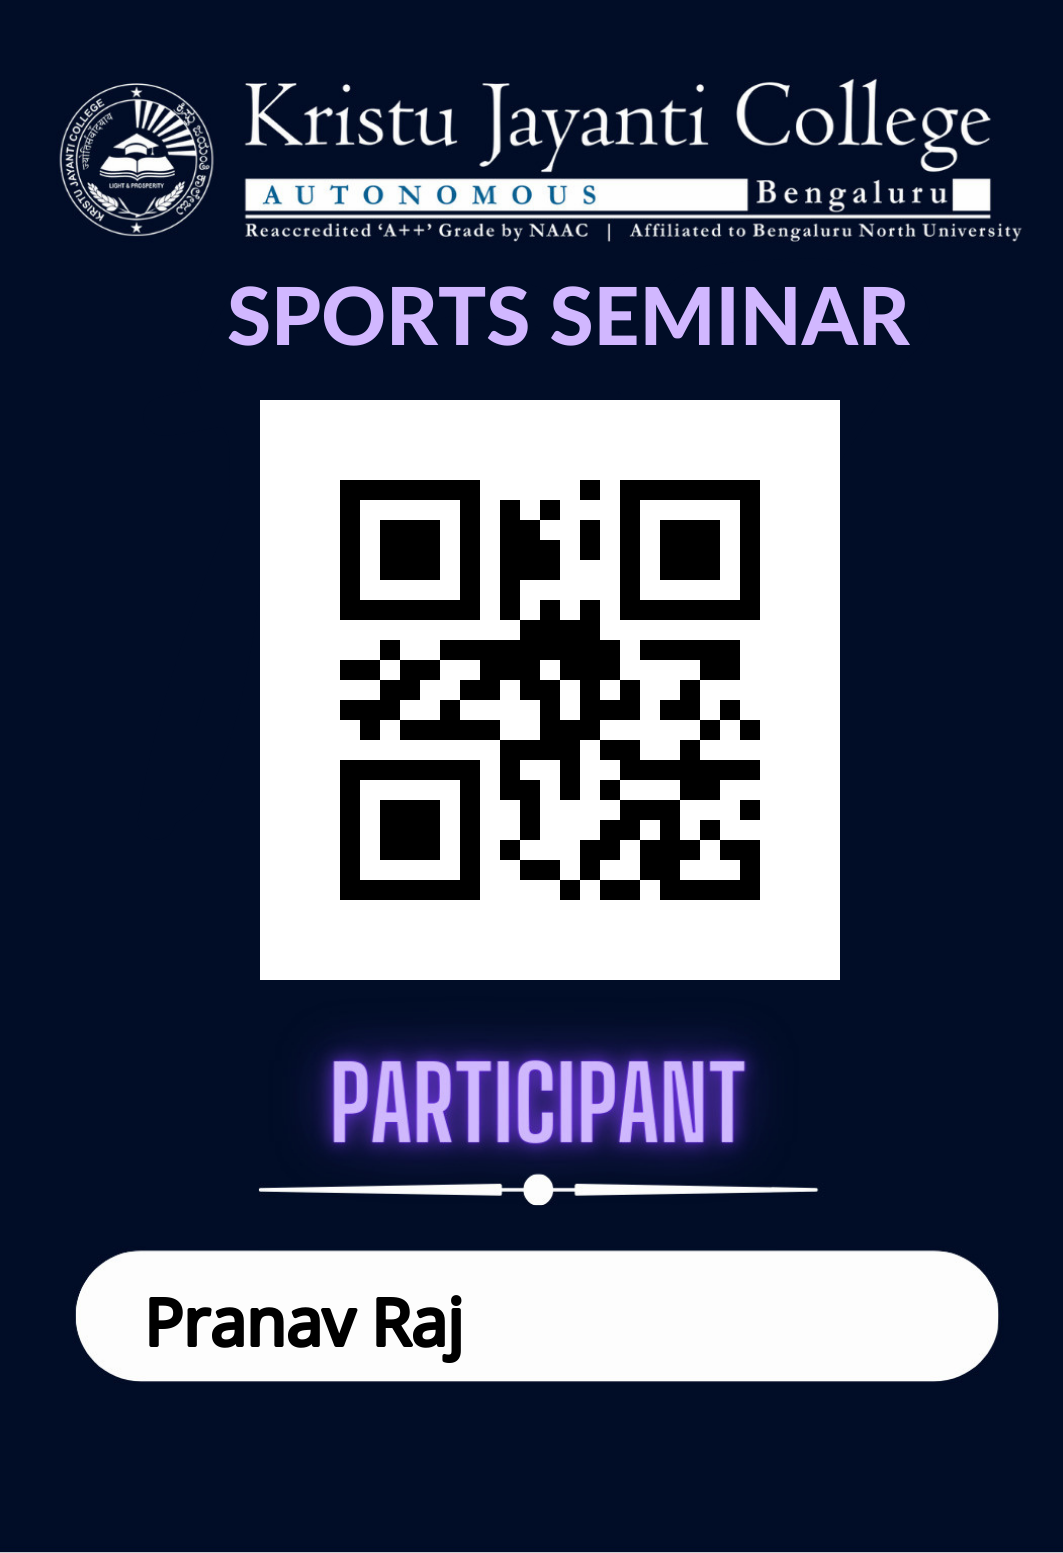 KRISTU JAYANTI COLLEGE
LIGHT & PROSPERITY
Kristu Jayanti College
AUTONOMOUS Bengaluru
Reaccredited ‘A++’ Grade by NAAC | Affiliated to Bengaluru North University
SPORTS SEMINAR
PARTICIPANT
Pranav Raj